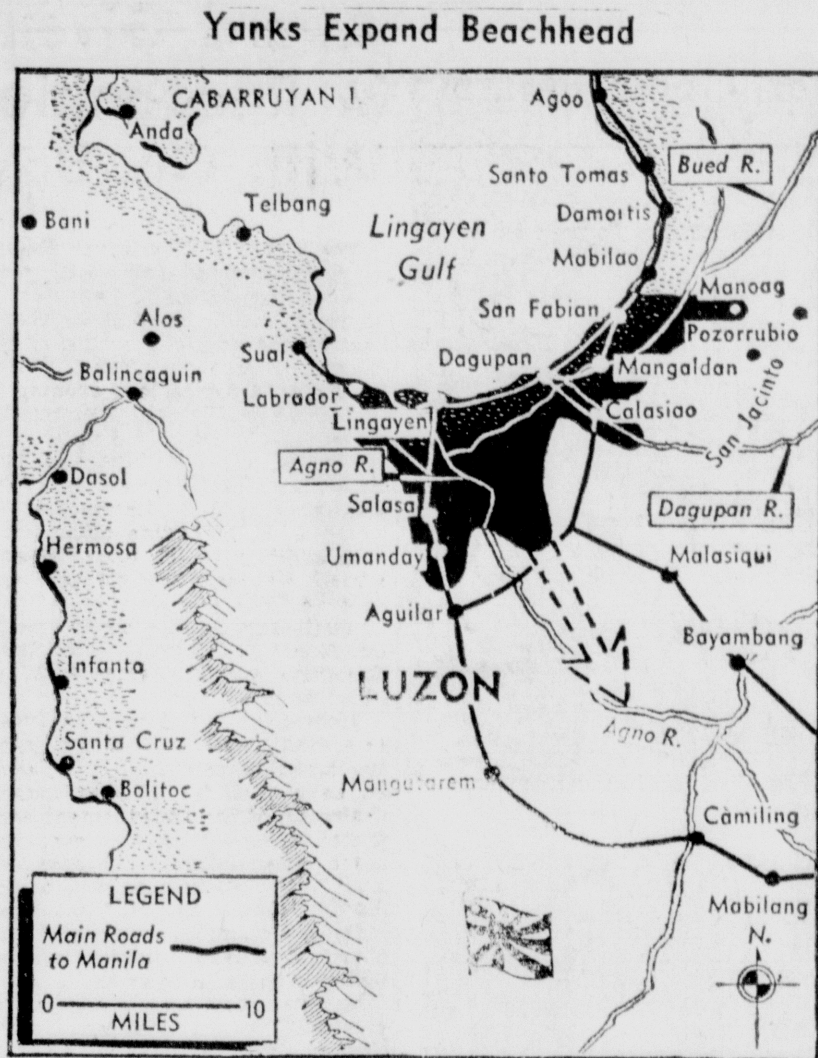 Yanks Expand Beachhead
CABARRUYAN I.
Anda
Agoo
Santo Tomas
Bued R.
Bani
Telbang
Lingayen
Gulf
Damortis
Mabilao
Manoag
San Fabian
Pozorrubio
Alos
Sual
Dagupan
Mangaldan
Balincaguin
Labrador
Lingayen
Calasiao
San Jacinto
Agno R.
Dasol
Salasa
Dagupan R.
Hermosa
Umanday
Malasiqui
Aguilar
Bayambang
Infanta
LUZON
Agno R.
Santa Cruz
Bolitoc
Mangatarem
Càmiling
Mabilang
LEGEND
Main Roads
to Manila
0 10
MILES
N.